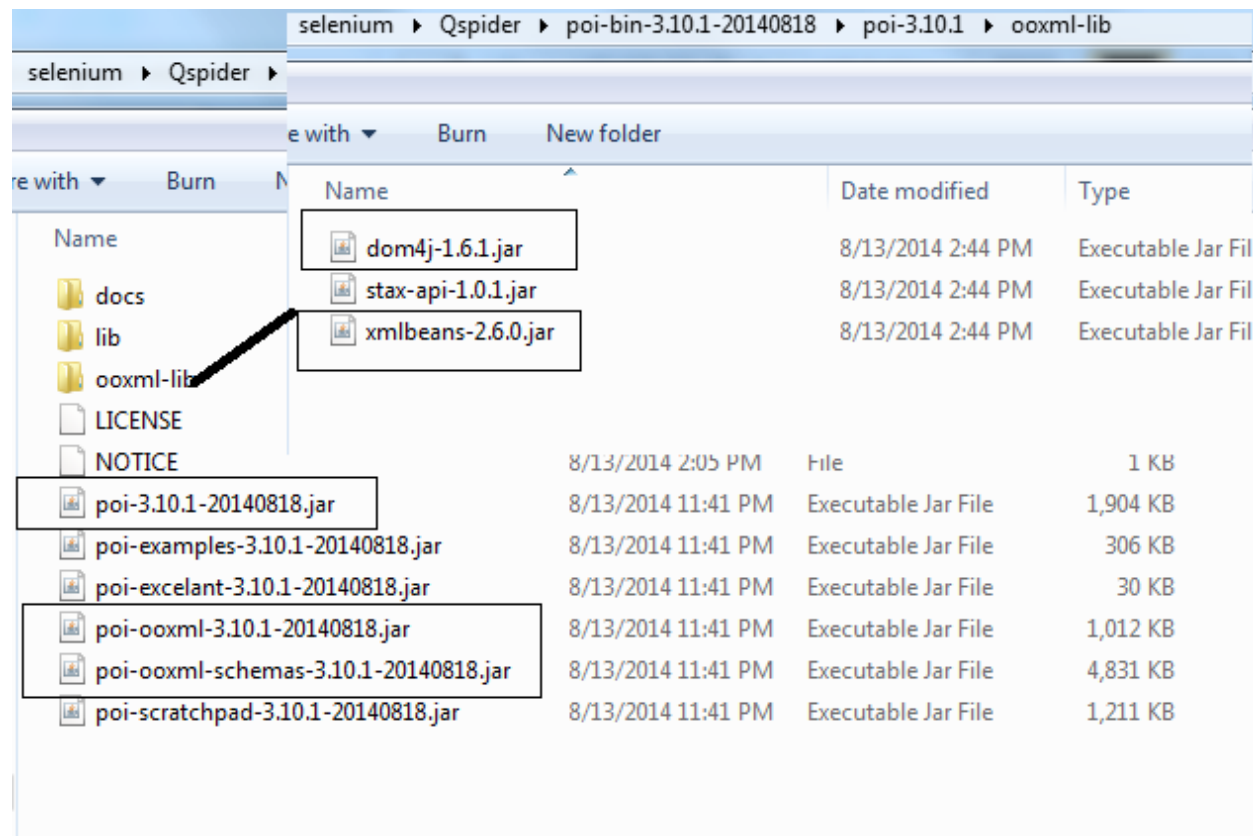 selenium Qspider poi-bin-3.10.1-20140818 poi-3.10.1 ooxml-lib
selenium Qspider
e with Burn New folder
re with Burn N
Name Date modified Type
Name
dom4j-1.6.1.jar 8/13/2014 2:44 PM Executable Jar Fil
stax-api-1.0.1.jar 8/13/2014 2:44 PM Executable Jar Fil
xmlbeans-2.6.0.jar 8/13/2014 2:44 PM Executable Jar Fil
docs
lib
ooxml-lib
LICENSE
NOTICE 8/13/2014 2:05 PM File 1 KB
poi-3.10.1-20140818.jar 8/13/2014 11:41 PM Executable Jar File 1,904 KB
poi-examples-3.10.1-20140818.jar 8/13/2014 11:41 PM Executable Jar File 306 KB
poi-excelant-3.10.1-20140818.jar 8/13/2014 11:41 PM Executable Jar File 30 KB
poi-ooxml-3.10.1-20140818.jar 8/13/2014 11:41 PM Executable Jar File 1,012 KB
poi-ooxml-schemas-3.10.1-20140818.jar 8/13/2014 11:41 PM Executable Jar File 4,831 KB
poi-scratchpad-3.10.1-20140818.jar 8/13/2014 11:41 PM Executable Jar File 1,211 KB